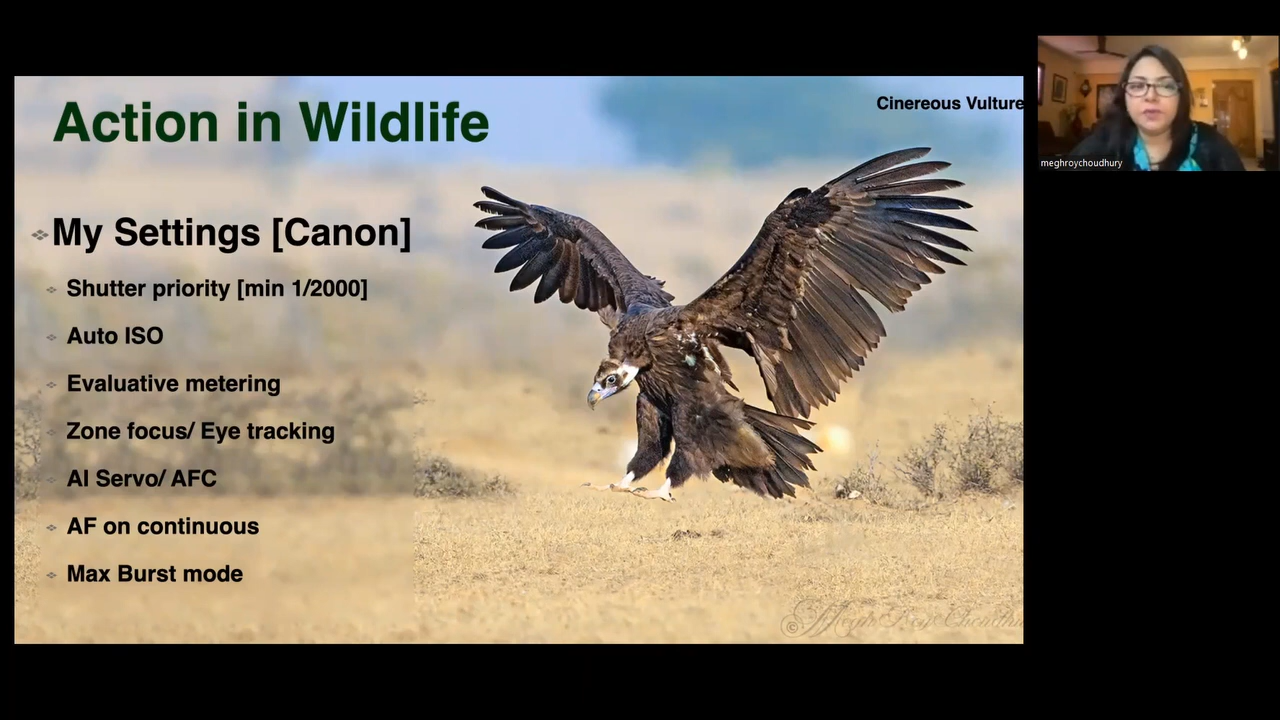 Action in Wildlife
Cinereous Vulture
meghroychoudhury
My Settings [Canon]
Shutter priority [min 1/2000]
Auto ISO
Evaluative metering
Zone focus/ Eye tracking
AI Servo/ AFC
AF on continuous
Max Burst mode